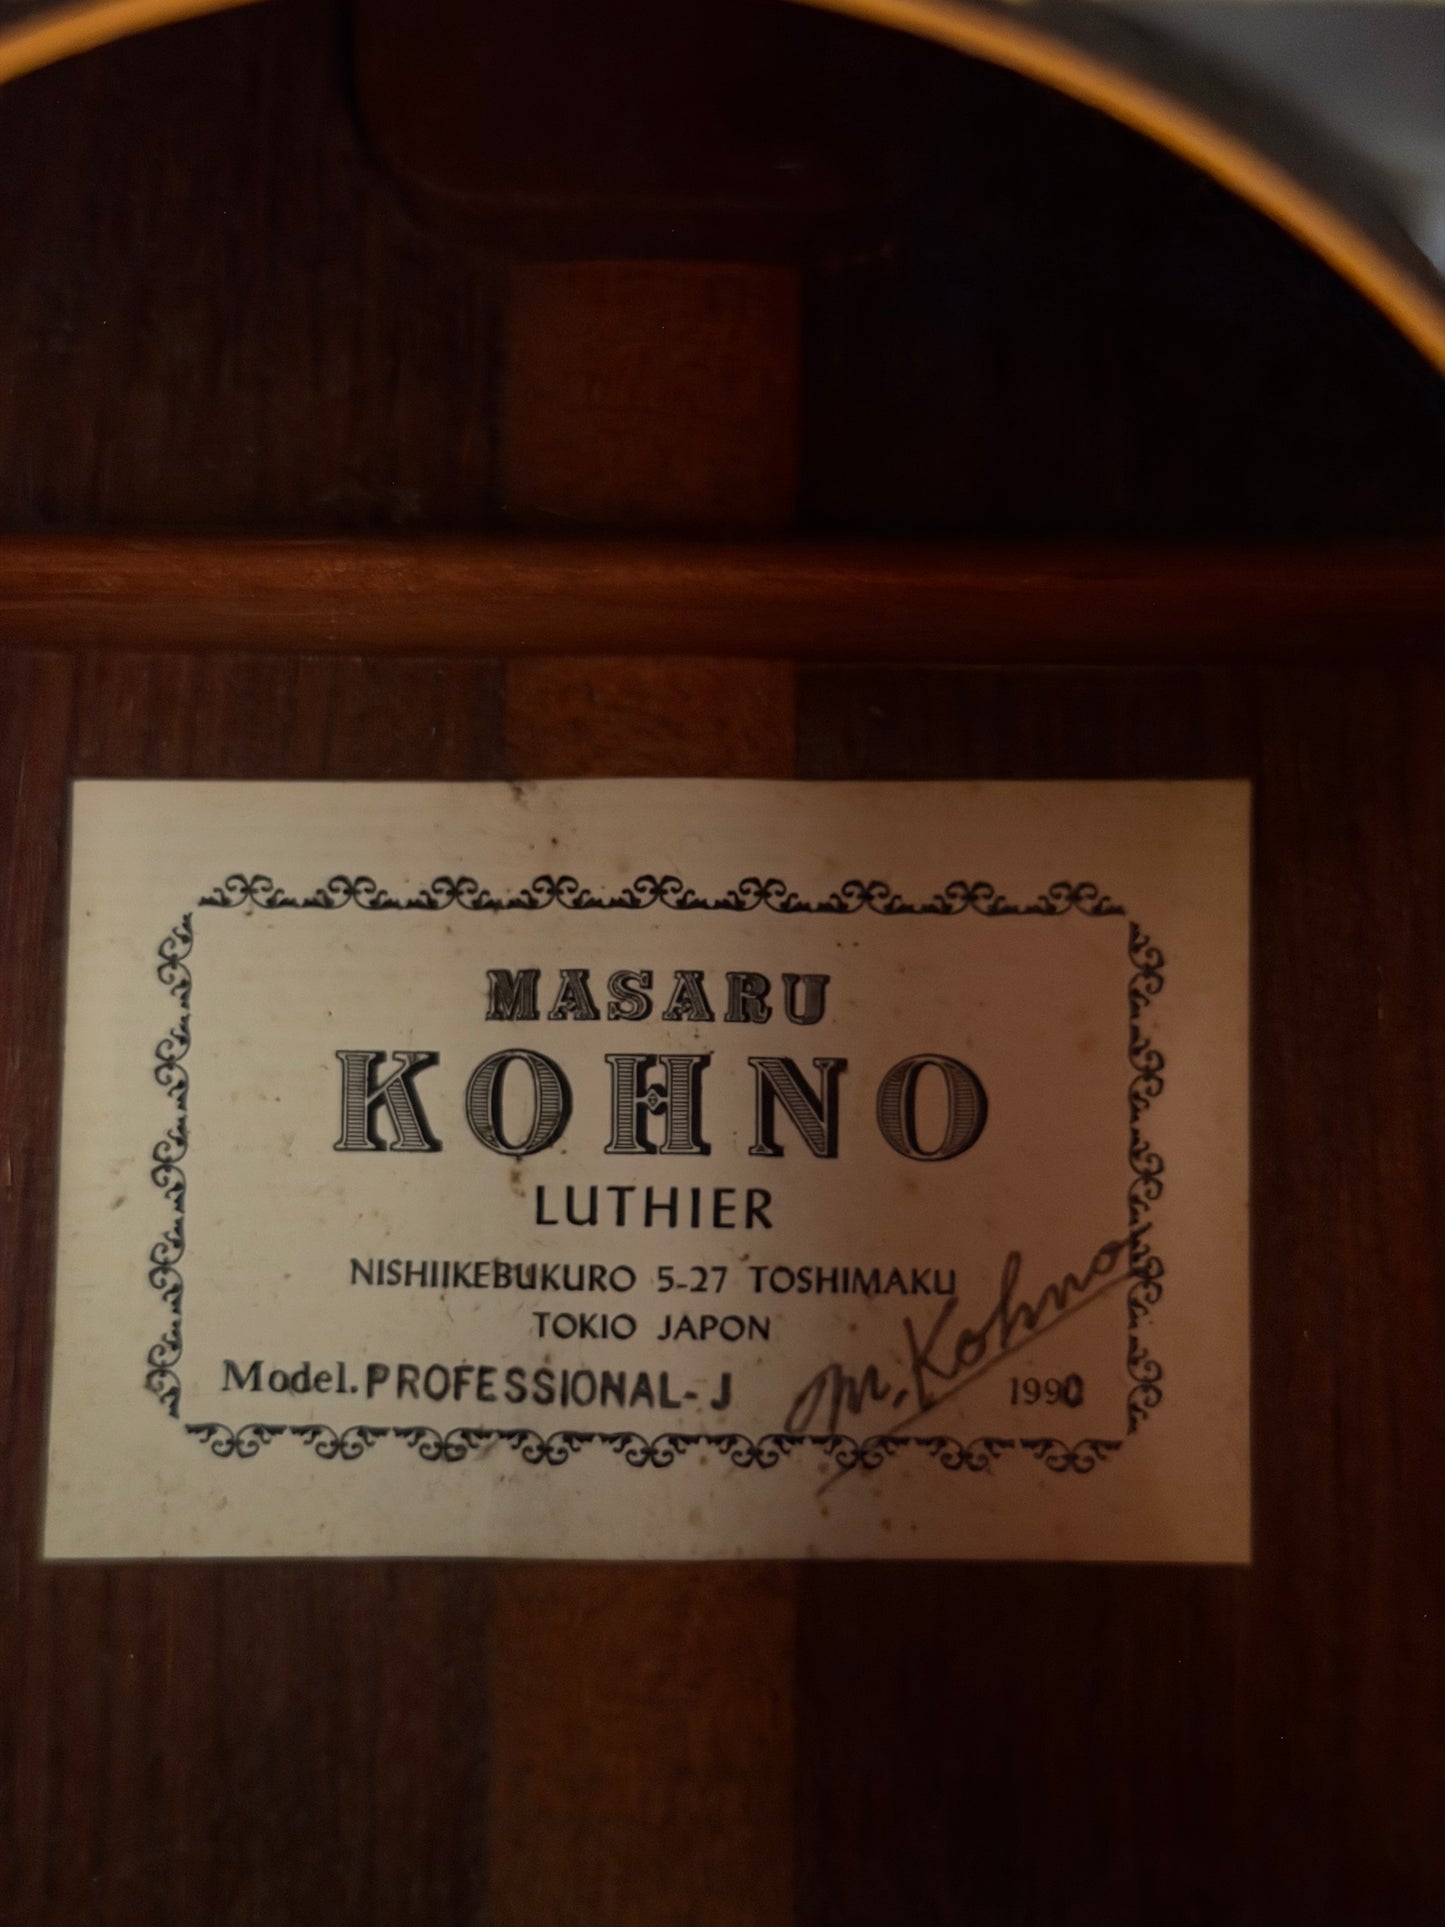 MASARU
KOHNO
LUTHIER
NISHIIKEBUKURO 5-27 TOSHIMAKU
TOKIO JAPON
Model. PROFESSIONAL-J M. Kohno 1990